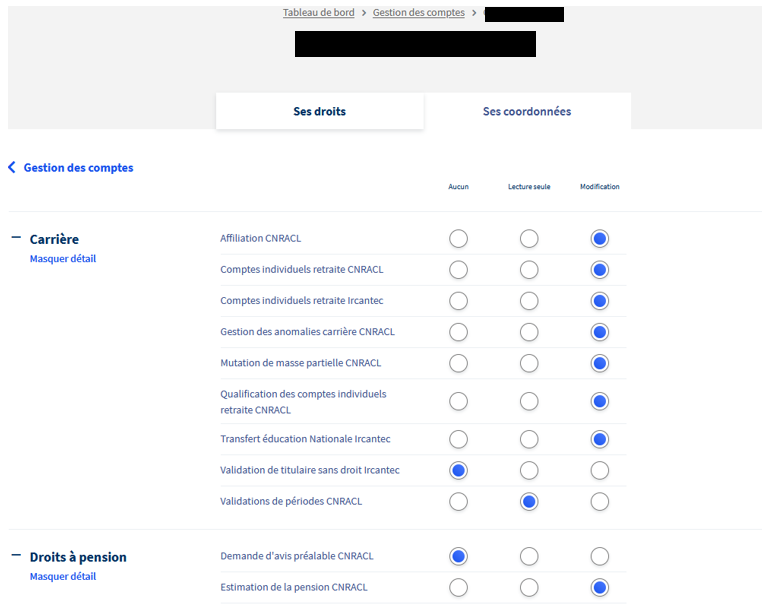 Tableau de bord > Gestion des comptes >
Ses droits
Ses coordonnées
Gestion des comptes
Aucun
Lecture seule
Modification
Carrière
Masquer détail
Affiliation CNRACL
Comptes individuels retraite CNRACL
Comptes individuels retraite Ircantec
Gestion des anomalies carrière CNRACL
Mutation de masse partielle CNRACL
Qualification des comptes individuels
retraite CNRACL
Transfert éducation Nationale Ircantec
Validation de titulaire sans droit Ircantec
Validations de périodes CNRACL
Droits à pension
Masquer détail
Demande d'avis préalable CNRACL
Estimation de la pension CNRACL